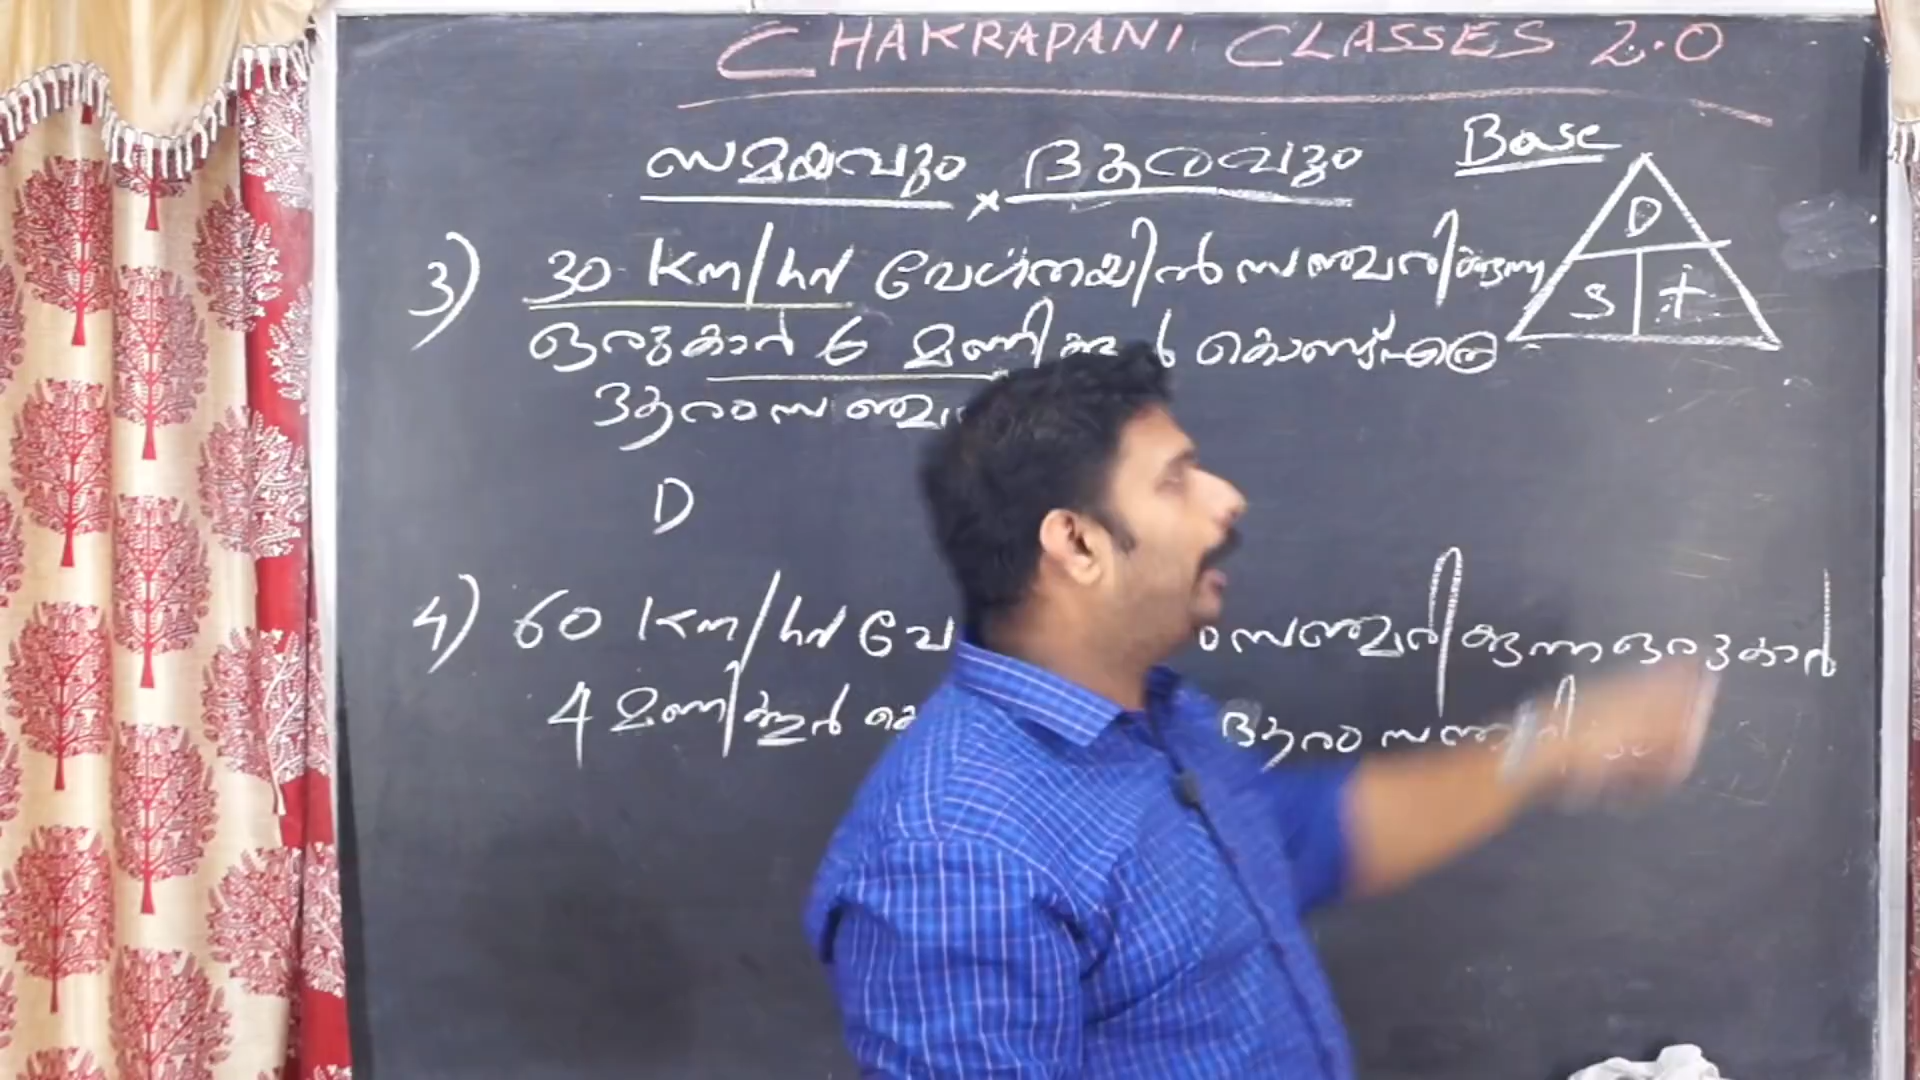 CHAKRAPANI CLASSES 2.0
സമയവും ദൂരവും
Base
D
S t
3) 30 Km/hr വേഗതയിൽ സഞ്ചരിക്കുന്ന
ഒരു കാർ 6 മണിക്കൂർ കൊണ്ട് എത്ര
ദൂരം
D
4) 60 Km/hr സഞ്ചരിക്കുന്ന ഒരു കാർ
4 മണിക്കൂർ ദൂരം